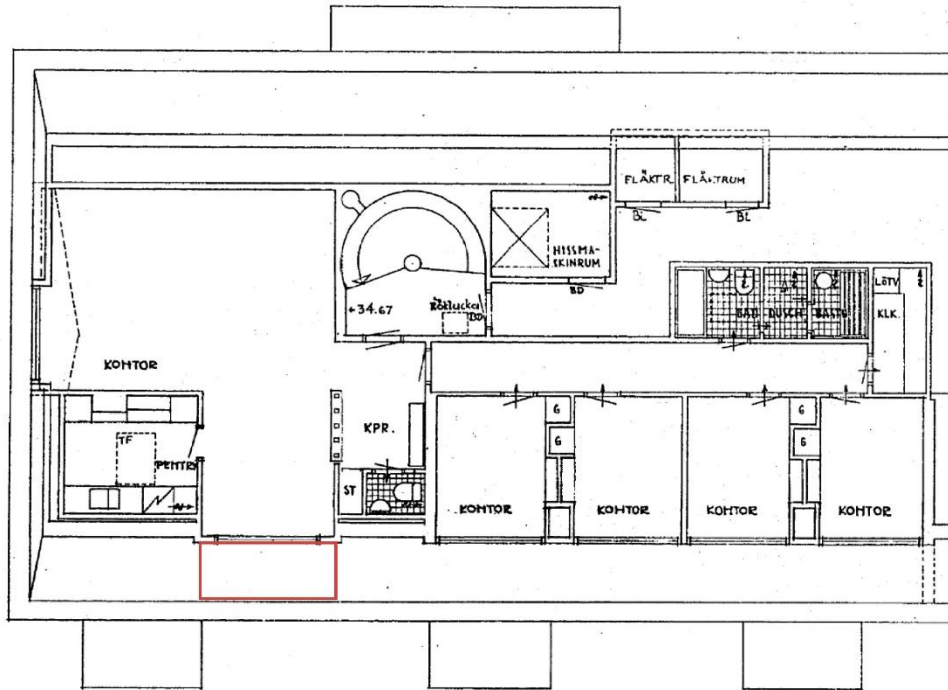 FLÄKTR.
FLÄKTRUM
BL
BL
HISSMA-
SKINRUM
BD
+34.67
Röklucka
BD
BAD
DUSCH
BASTU
LÖTV
KLK.
KONTOR
KPR.
TF
PENTRY
ST
G
G
G
G
KONTOR
KONTOR
KONTOR
KONTOR